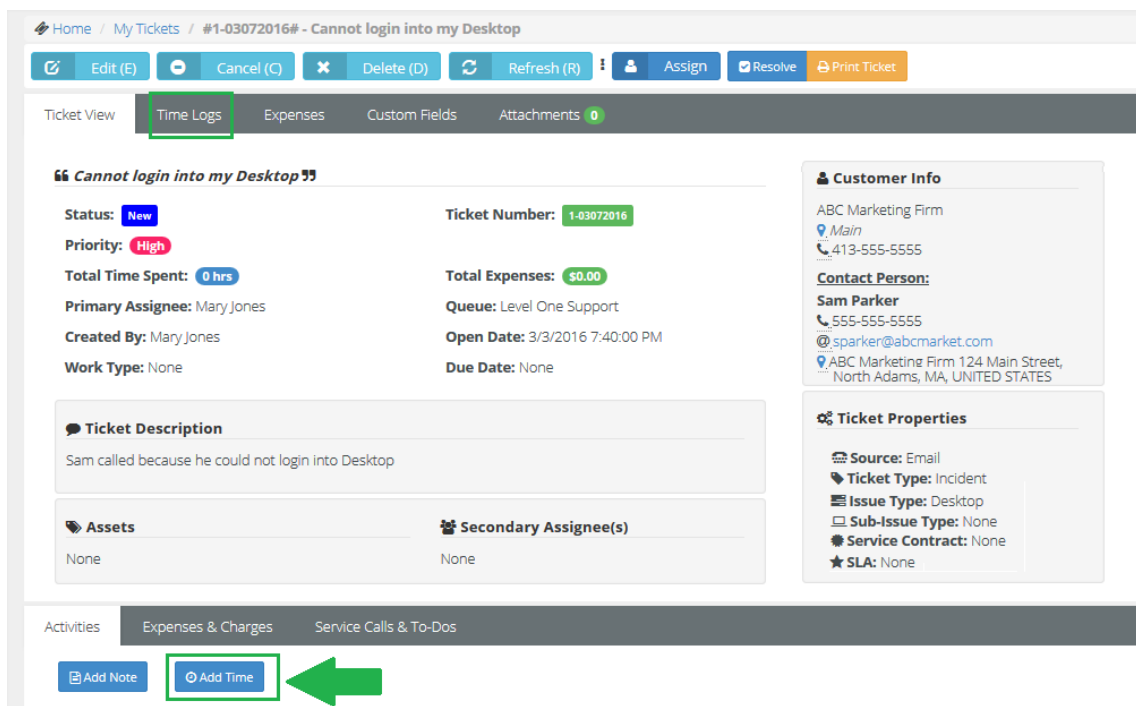 Home / My Tickets / #1-03072016# - Cannot login into my Desktop
Edit (E) Cancel (C) Delete (D) Refresh (R) Assign Resolve Print Ticket
Ticket View Time Logs Expenses Custom Fields Attachments 0
Cannot login into my Desktop
Status: New Ticket Number: 1-03072016
Priority: High
Total Time Spent: 0 hrs Total Expenses: $0.00
Primary Assignee: Mary Jones Queue: Level One Support
Created By: Mary Jones Open Date: 3/3/2016 7:40:00 PM
Work Type: None Due Date: None
Ticket Description
Sam called because he could not login into Desktop
Assets Secondary Assignee(s)
None None
Customer Info
ABC Marketing Firm
Main
413-555-5555
Contact Person:
Sam Parker
555-555-5555
@ sparker@abcmarket.com
ABC Marketing Firm 124 Main Street,
North Adams, MA, UNITED STATES
Ticket Properties
Source: Email
Ticket Type: Incident
Issue Type: Desktop
Sub-Issue Type: None
Service Contract: None
SLA: None
Activities Expenses & Charges Service Calls & To-Dos
Add Note Add Time